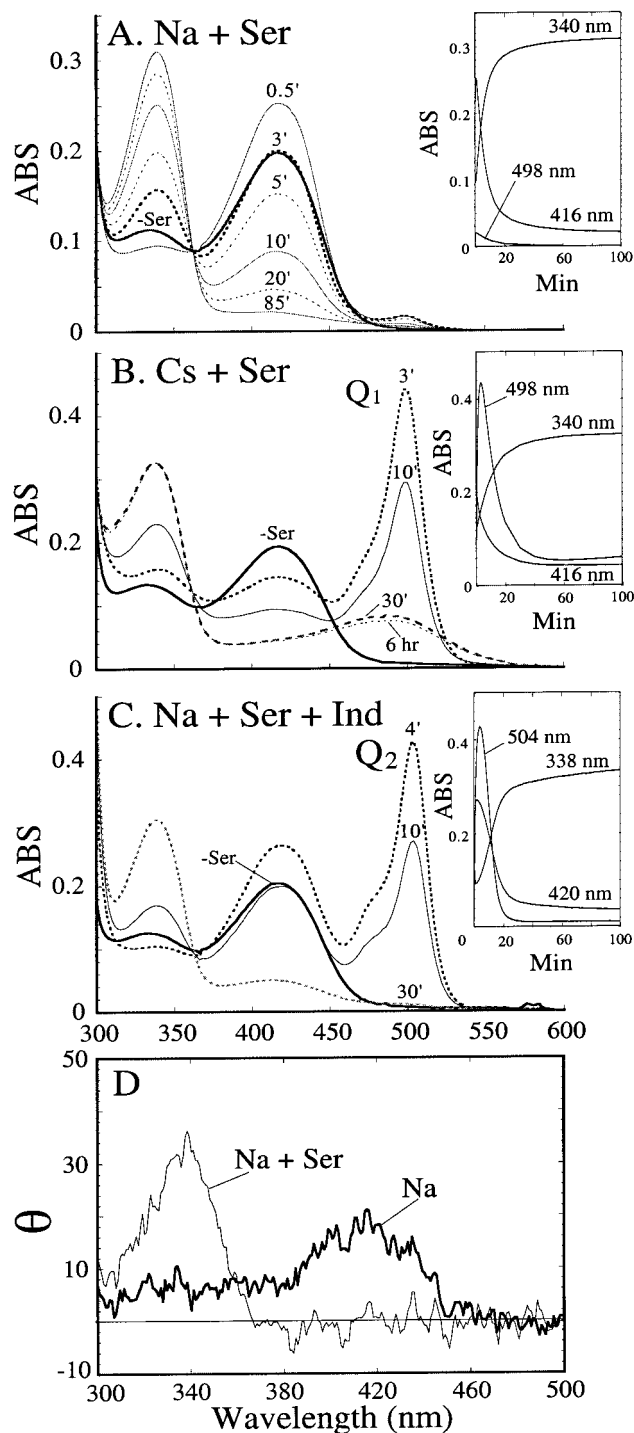 A. Na + Ser
ABS
0.3
0.2
0.1
0
0.5'
3'
5'
10'
20'
85'
-Ser
ABS
0.3
0.2
0.1
0
340 nm
498 nm
416 nm
20
60
100
Min
B. Cs + Ser
ABS
0.4
0.2
0
Q1
3'
10'
-Ser
30'
6 hr
ABS
0.4
0.2
0
498 nm
340 nm
416 nm
20
60
100
C. Na + Ser + Ind
ABS
0.4
0.2
0
Q2
4'
10'
-Ser
30'
ABS
0.4
0.2
0
504 nm
338 nm
420 nm
20
60
100
Min
300
350
400
450
500
550
600
D
θ
50
30
10
-10
Na + Ser
Na
300
340
380
420
460
500
Wavelength (nm)